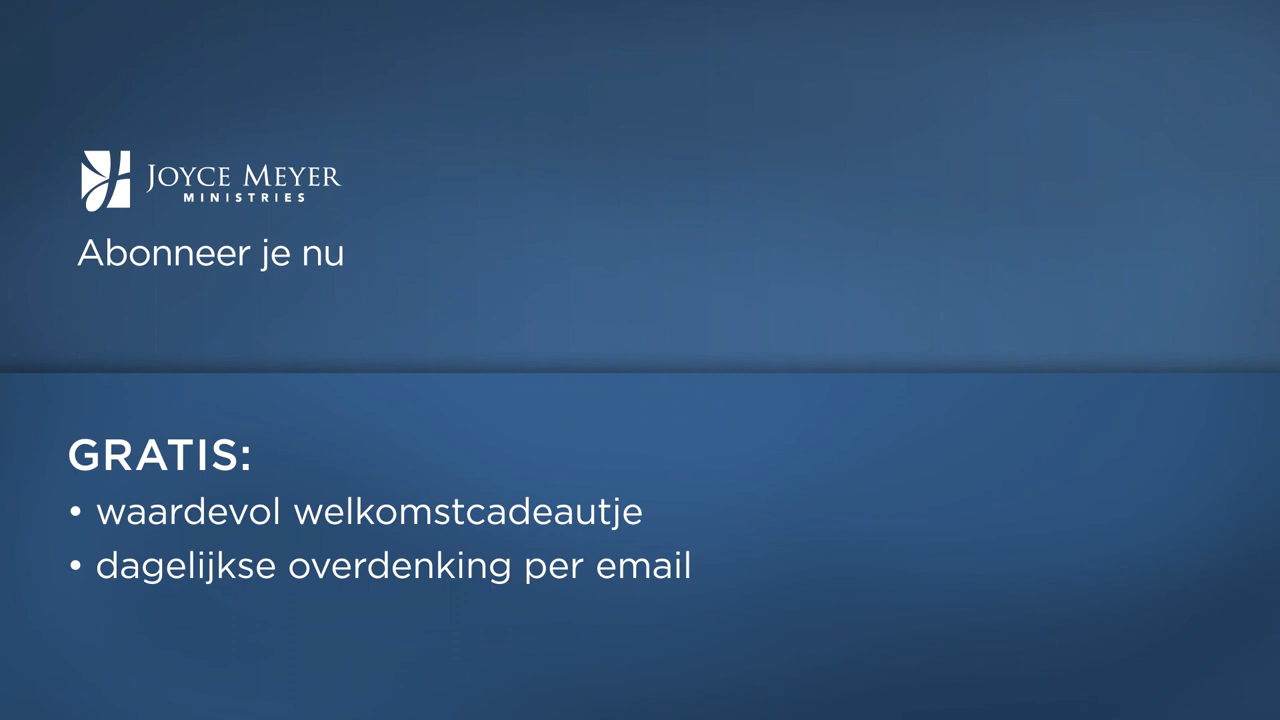 JOYCE MEYER
MINISTRIES
Abonneer je nu
GRATIS:
• waardevol welkomstcadeautje
• dagelijkse overdenking per email